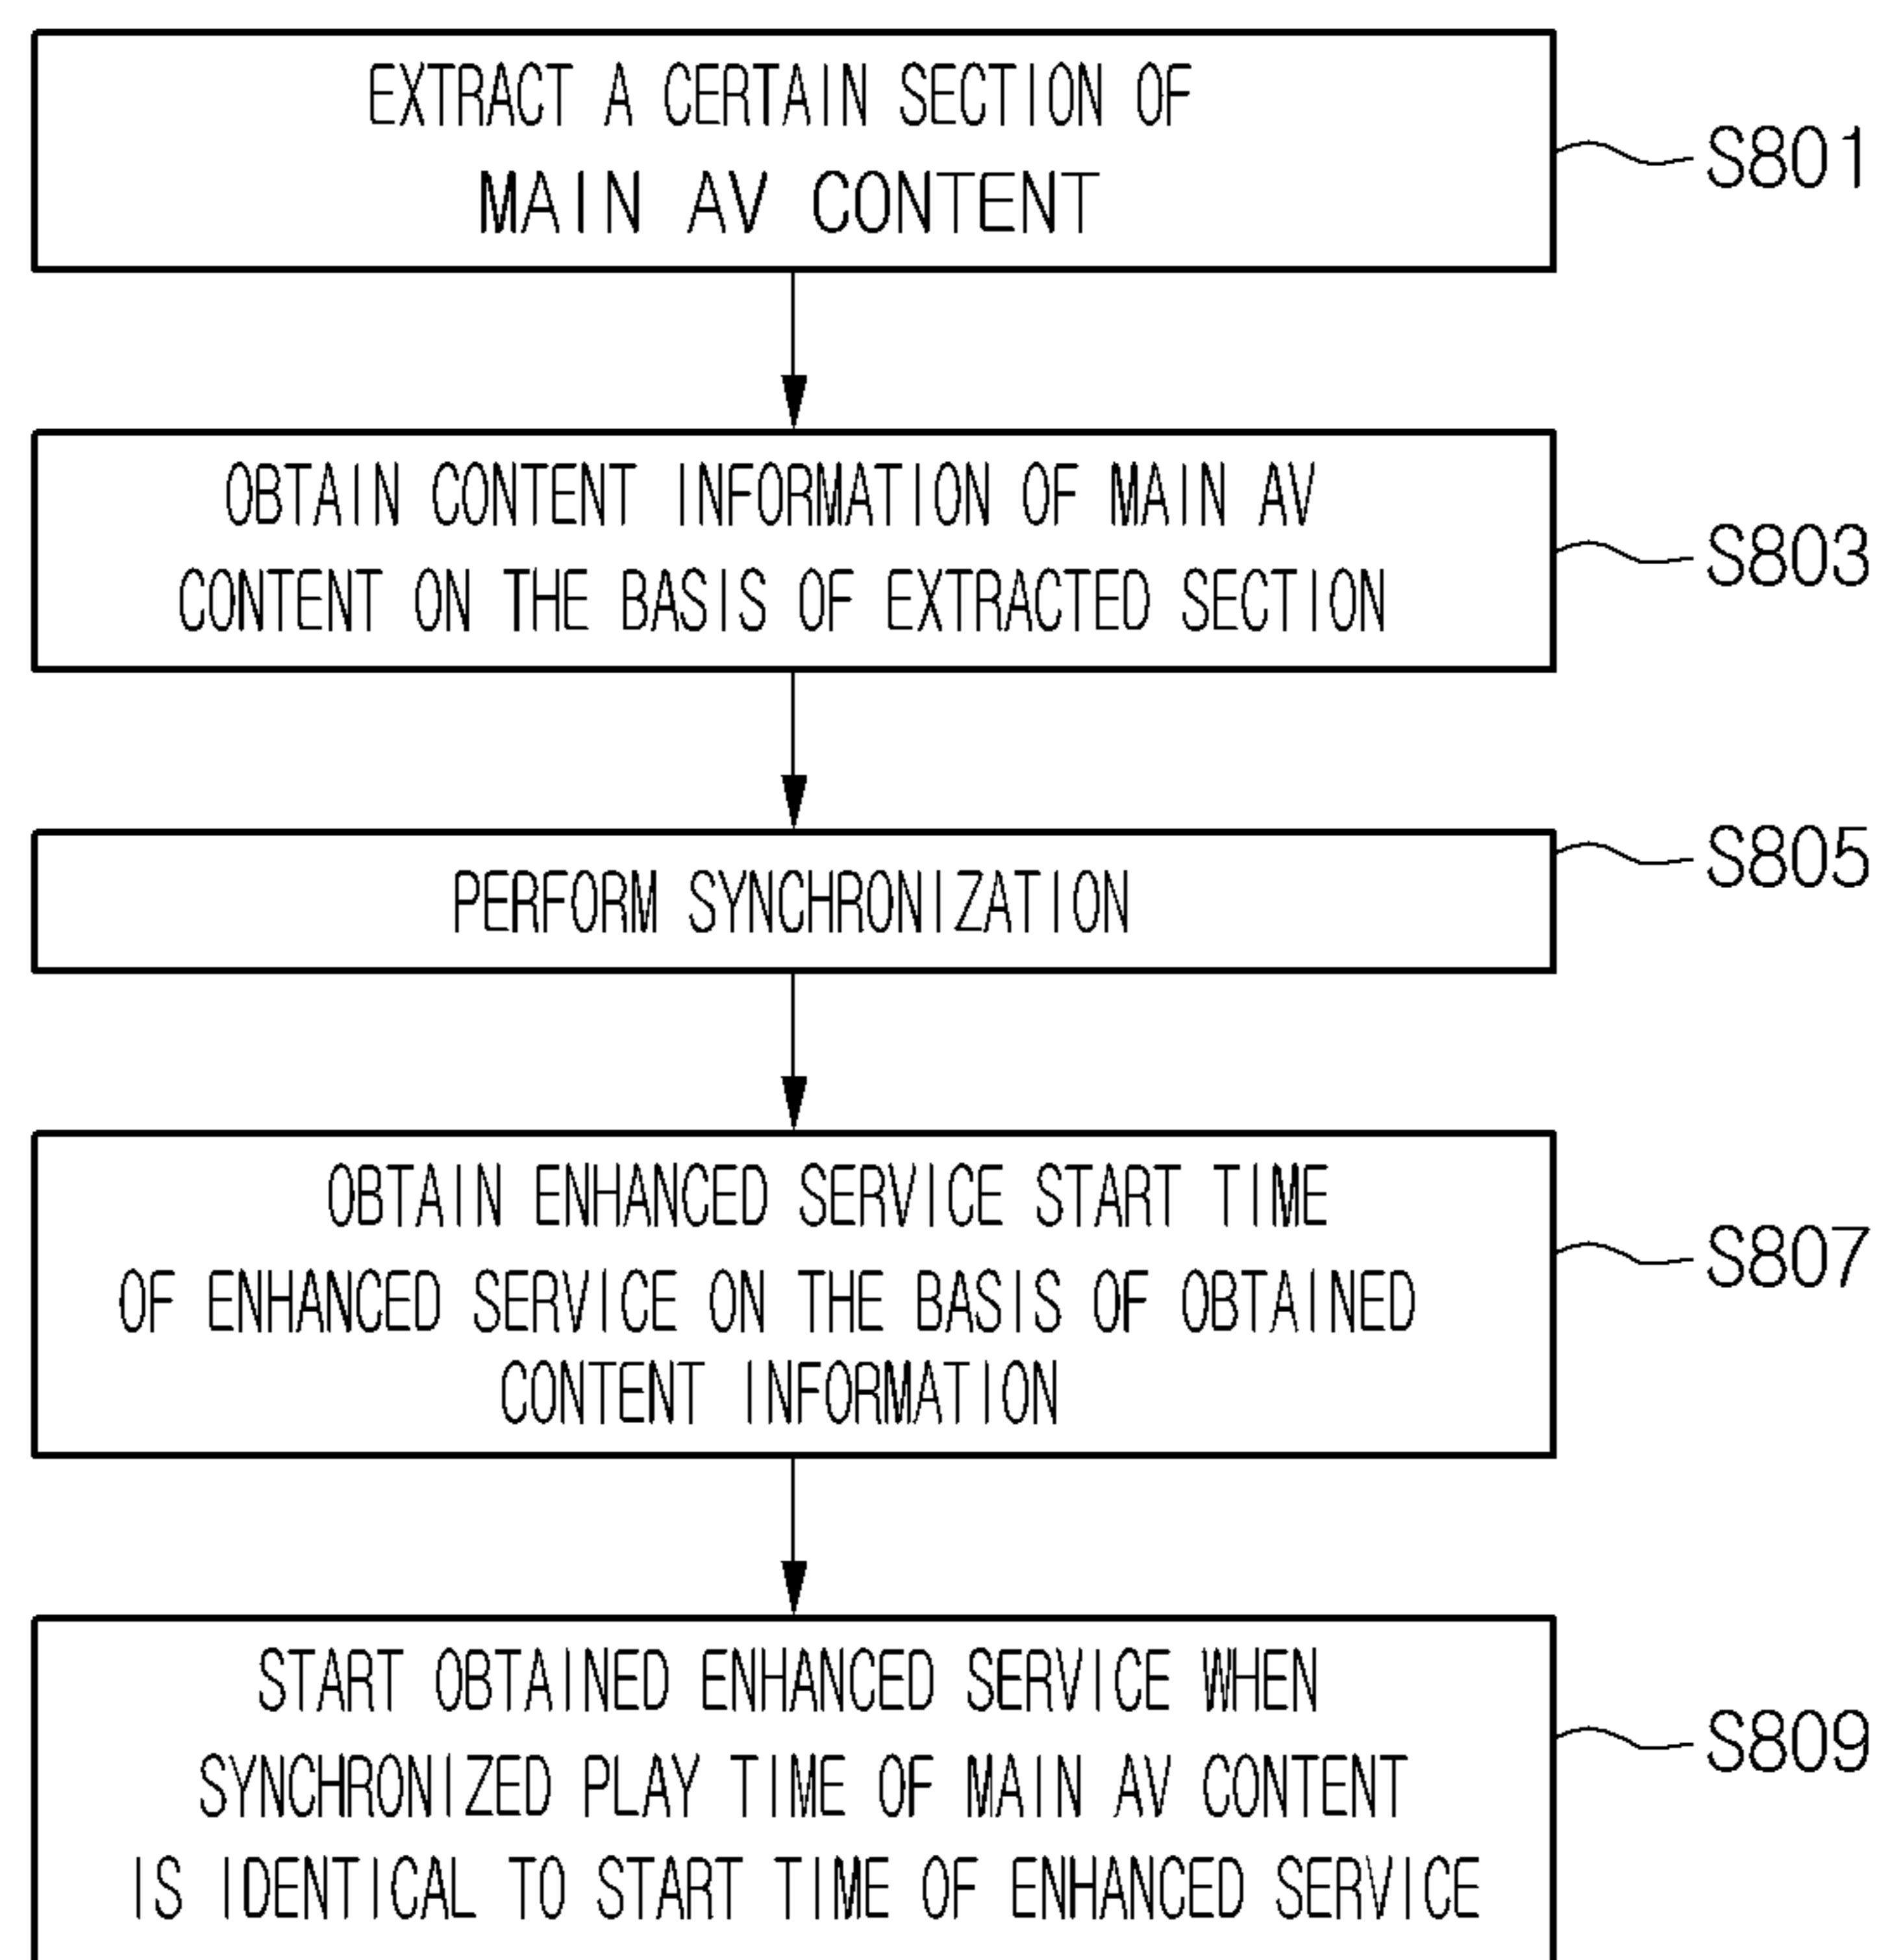 EXTRACT A CERTAIN SECTION OF
MAIN AV CONTENT
S801
OBTAIN CONTENT INFORMATION OF MAIN AV
CONTENT ON THE BASIS OF EXTRACTED SECTION
S803
PERFORM SYNCHRONIZATION
S805
OBTAIN ENHANCED SERVICE START TIME
OF ENHANCED SERVICE ON THE BASIS OF OBTAINED
CONTENT INFORMATION
S807
START OBTAINED ENHANCED SERVICE WHEN
SYNCHRONIZED PLAY TIME OF MAIN AV CONTENT
IS IDENTICAL TO START TIME OF ENHANCED SERVICE
S809